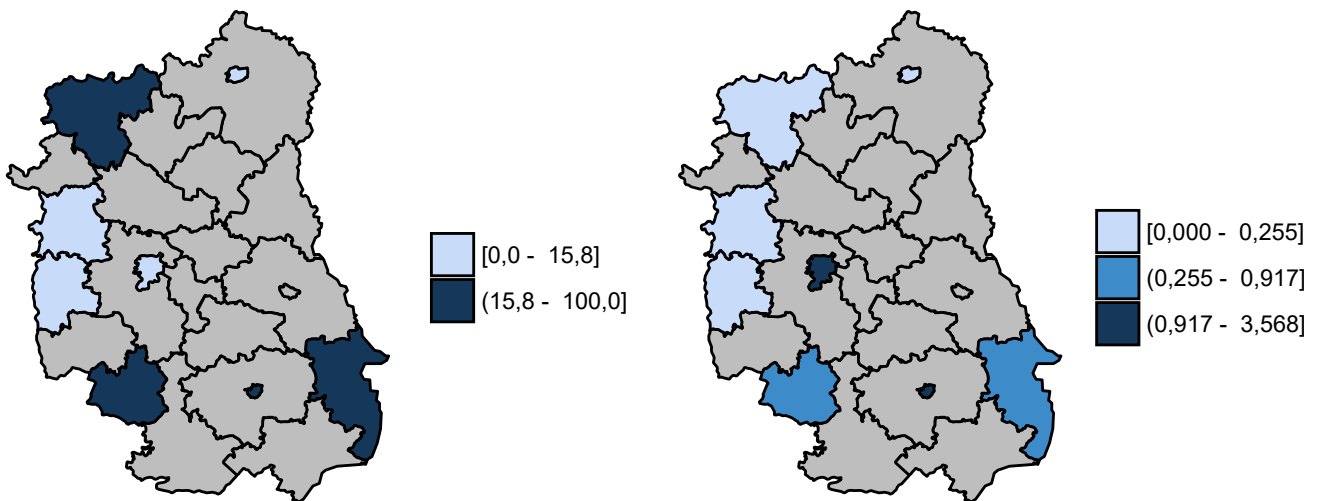 [0,0 - 15,8]
(15,8 - 100,0]
[0,000 - 0,255]
(0,255 - 0,917]
(0,917 - 3,568]